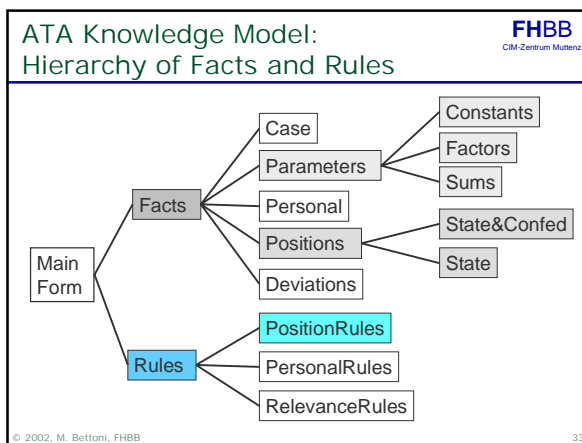 ATA Knowledge Model:
Hierarchy of Facts and Rules
FHBB
CIM-Zentrum Muttenz
Main
Form
Facts
Case
Parameters
Constants
Factors
Sums
Personal
Positions
State&Confed
State
Deviations
Rules
PositionRules
PersonalRules
RelevanceRules
© 2002, M. Bettoni, FHBB
33